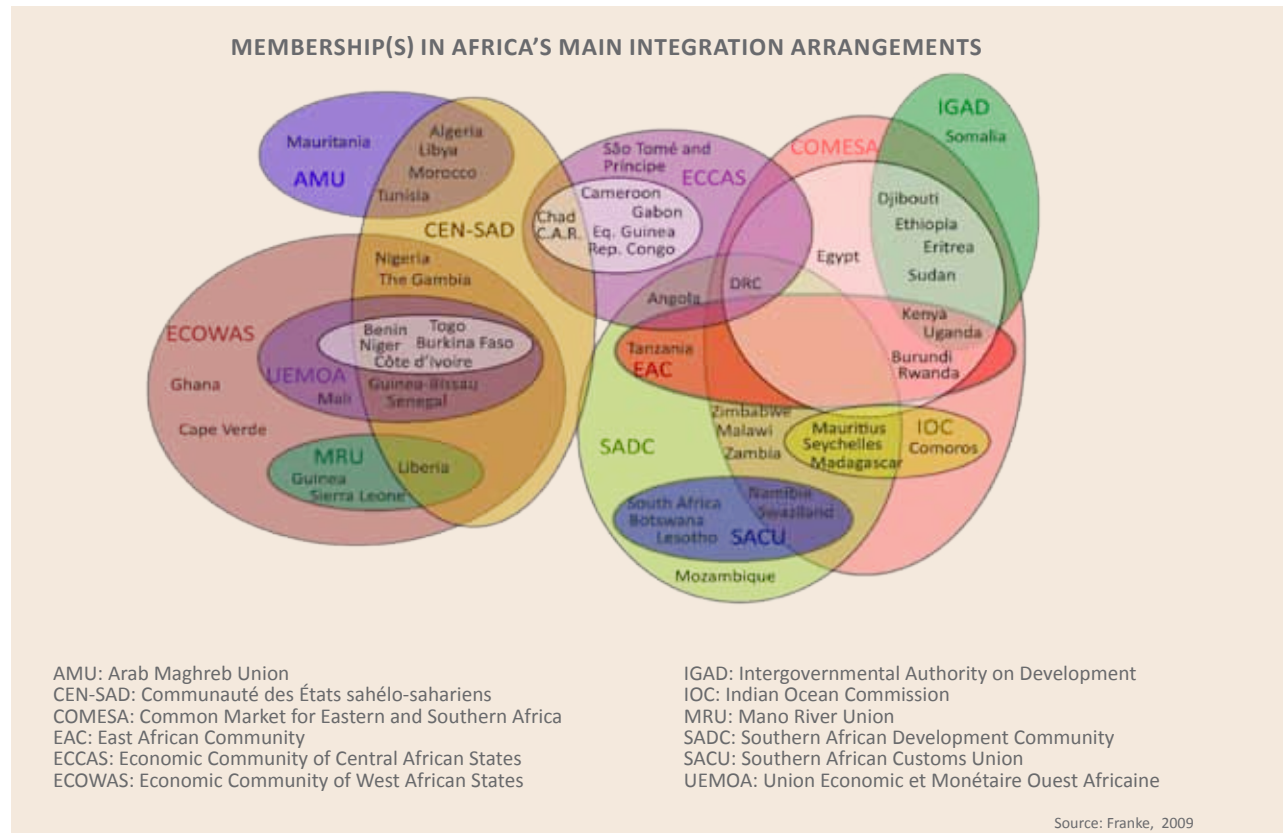 MEMBERSHIP(S) IN AFRICA'S MAIN INTEGRATION ARRANGEMENTS
IGAD
Somalia
Mauritania
Algeria
Libya
Morocco
Tunisia
AMU
São Tomé and
Príncipe
ECCAS
COMESA
Cameroon
Gabon
Eq. Guinea
Rep. Congo
Chad
C.A.R.
CEN-SAD
Djibouti
Ethiopia
Eritrea
Sudan
Egypt
Nigeria
The Gambia
DRC
Angola
Kenya
Uganda
ECOWAS
Benin Togo
Niger Burkina Faso
Côte d'Ivoire
Tanzania
EAC
Burundi
Rwanda
UEMOA
Guinea-Bissau
Mali
Senegal
Ghana
Cape Verde
Zimbabwe
Malawi
Zambia
Mauritius
Seychelles
Madagascar
IOC
Comoros
SADC
MRU
Liberia
Guinea
Sierra Leone
Namibia
Swaziland
South Africa
Botswana
Lesotho
SACU
Mozambique
AMU: Arab Maghreb Union
CEN-SAD: Communauté des États sahélo-sahariens
COMESA: Common Market for Eastern and Southern Africa
EAC: East African Community
ECCAS: Economic Community of Central African States
ECOWAS: Economic Community of West African States
IGAD: Intergovernmental Authority on Development
IOC: Indian Ocean Commission
MRU: Mano River Union
SADC: Southern African Development Community
SACU: Southern African Customs Union
UEMOA: Union Economic et Monétaire Ouest Africaine
Source: Franke, 2009